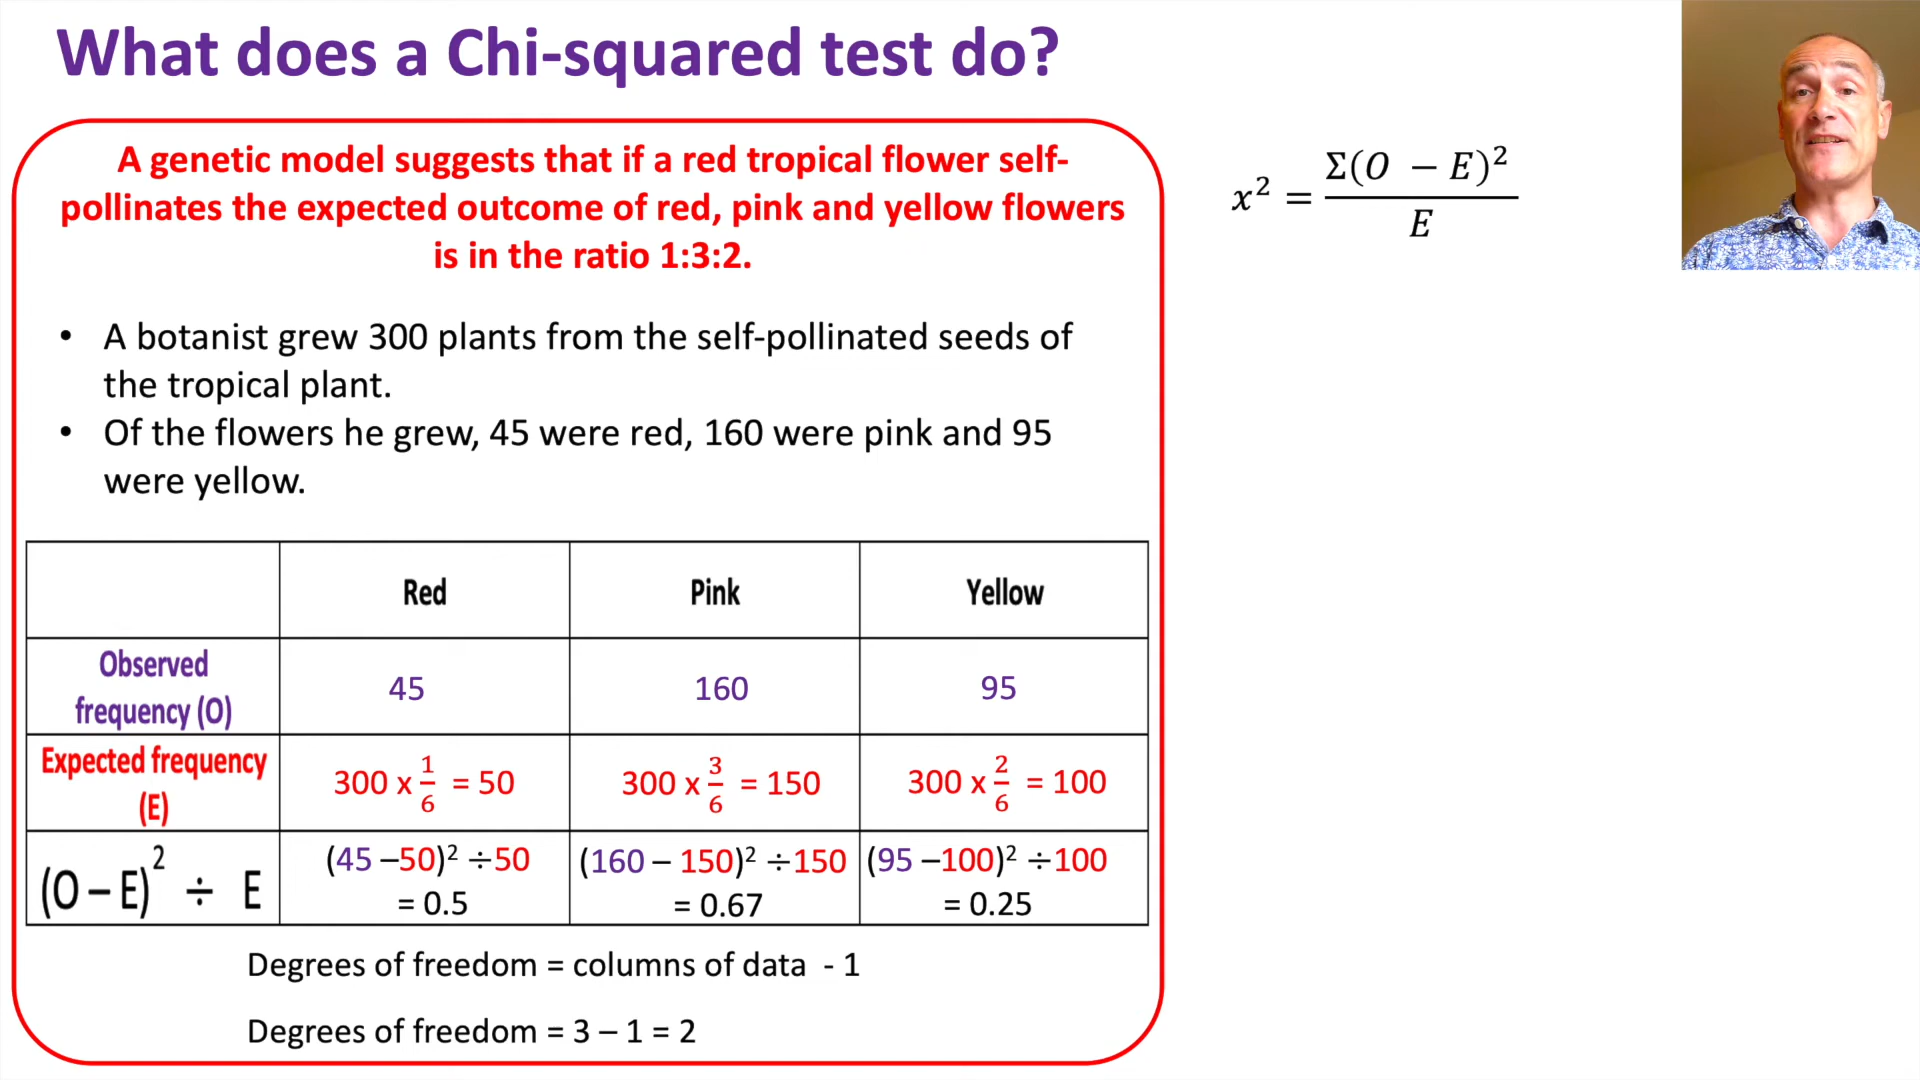 What does a Chi-squared test do?
A genetic model suggests that if a red tropical flower self-
pollinates the expected outcome of red, pink and yellow flowers
is in the ratio 1:3:2.
• A botanist grew 300 plants from the self-pollinated seeds of
the tropical plant.
• Of the flowers he grew, 45 were red, 160 were pink and 95
were yellow.
Red Pink Yellow
Observed frequency (O) 45 160 95
Expected frequency (E) 300 x 1/6 = 50 300 x 3/6 = 150 300 x 2/6 = 100
(O – E)² ÷ E (45 –50)² ÷50 = 0.5 (160 – 150)² ÷150 = 0.67 (95 –100)² ÷100 = 0.25
Degrees of freedom = columns of data - 1
Degrees of freedom = 3 – 1 = 2
x² = Σ(O − E)² / E